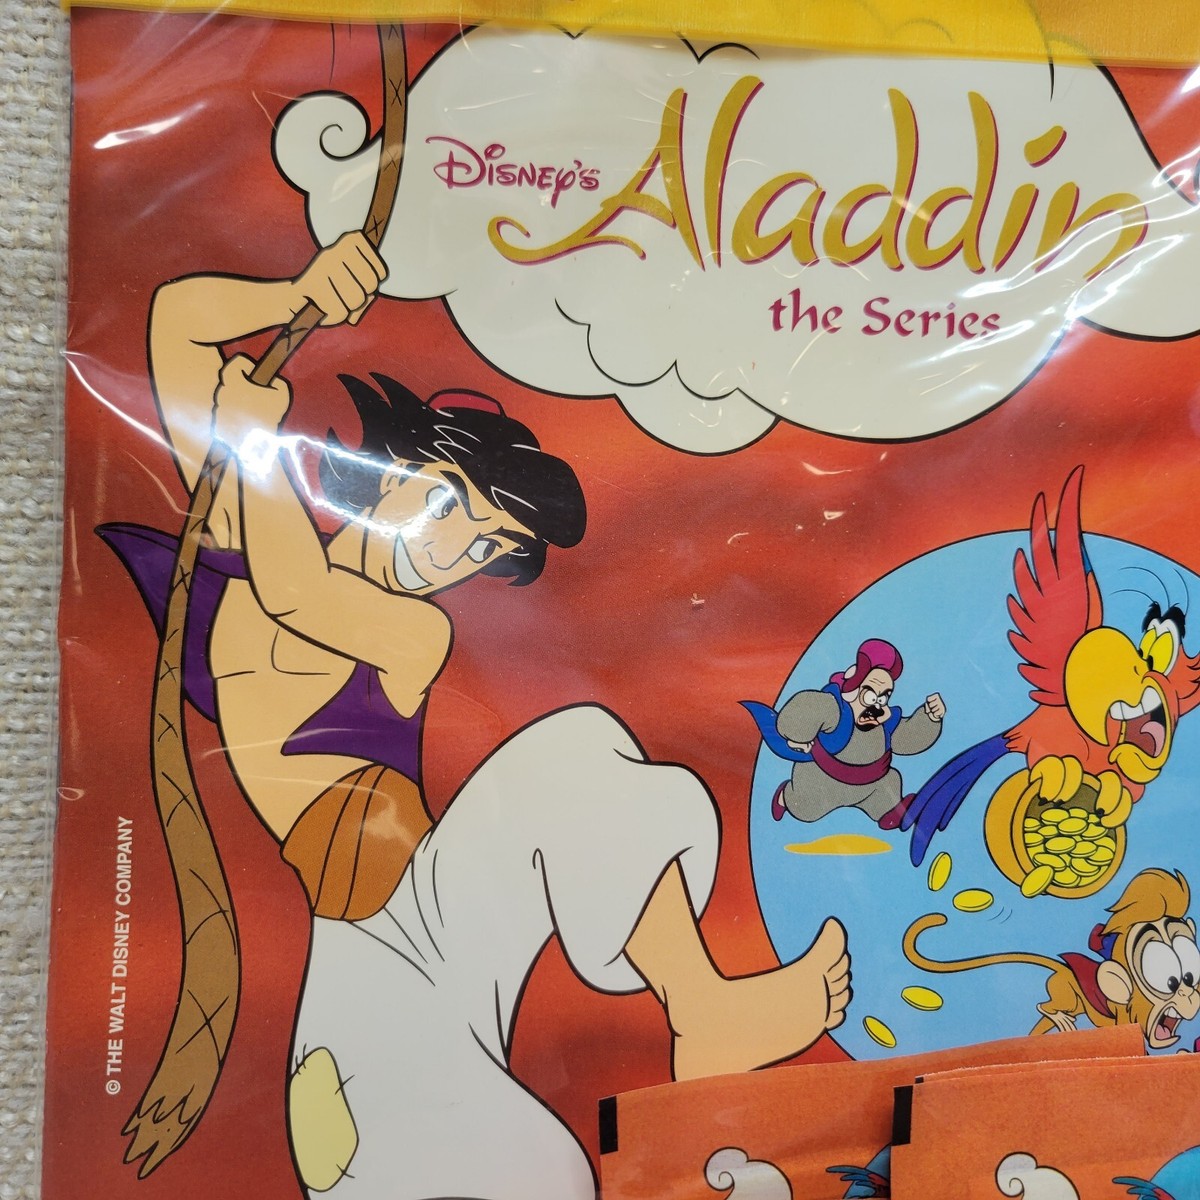 Disney's
Aladdin
the Series
© THE WALT DISNEY COMPANY